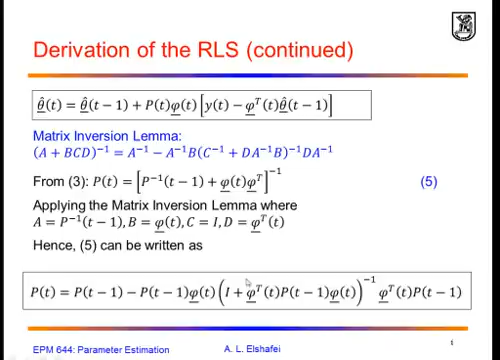 Derivation of the RLS (continued)
θ̂(t) = θ̂(t − 1) + P(t)φ(t)[y(t) − φᵀ(t)θ̂(t − 1)]
Matrix Inversion Lemma:
(A + BCD)⁻¹ = A⁻¹ − A⁻¹B(C⁻¹ + DA⁻¹B)⁻¹DA⁻¹
From (3): P(t) = [P⁻¹(t − 1) + φ(t)φᵀ]⁻¹ (5)
Applying the Matrix Inversion Lemma where
A = P⁻¹(t − 1), B = φ(t), C = I, D = φᵀ(t)
Hence, (5) can be written as
P(t) = P(t − 1) − P(t − 1)φ(t)(I + φᵀ(t)P(t − 1)φ(t))⁻¹ φᵀ(t)P(t − 1)
EPM 644: Parameter Estimation A. L. Elshafei